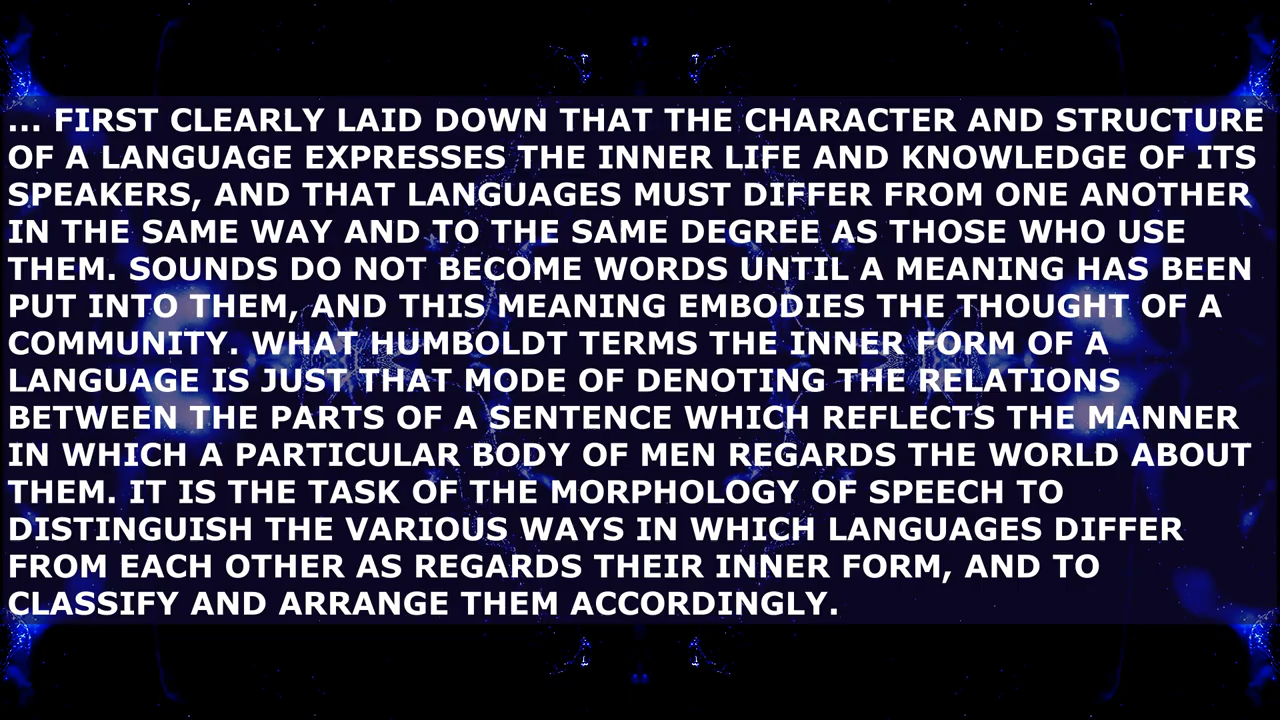 ... FIRST CLEARLY LAID DOWN THAT THE CHARACTER AND STRUCTURE
OF A LANGUAGE EXPRESSES THE INNER LIFE AND KNOWLEDGE OF ITS
SPEAKERS, AND THAT LANGUAGES MUST DIFFER FROM ONE ANOTHER
IN THE SAME WAY AND TO THE SAME DEGREE AS THOSE WHO USE
THEM. SOUNDS DO NOT BECOME WORDS UNTIL A MEANING HAS BEEN
PUT INTO THEM, AND THIS MEANING EMBODIES THE THOUGHT OF A
COMMUNITY. WHAT HUMBOLDT TERMS THE INNER FORM OF A
LANGUAGE IS JUST THAT MODE OF DENOTING THE RELATIONS
BETWEEN THE PARTS OF A SENTENCE WHICH REFLECTS THE MANNER
IN WHICH A PARTICULAR BODY OF MEN REGARDS THE WORLD ABOUT
THEM. IT IS THE TASK OF THE MORPHOLOGY OF SPEECH TO
DISTINGUISH THE VARIOUS WAYS IN WHICH LANGUAGES DIFFER
FROM EACH OTHER AS REGARDS THEIR INNER FORM, AND TO
CLASSIFY AND ARRANGE THEM ACCORDINGLY.